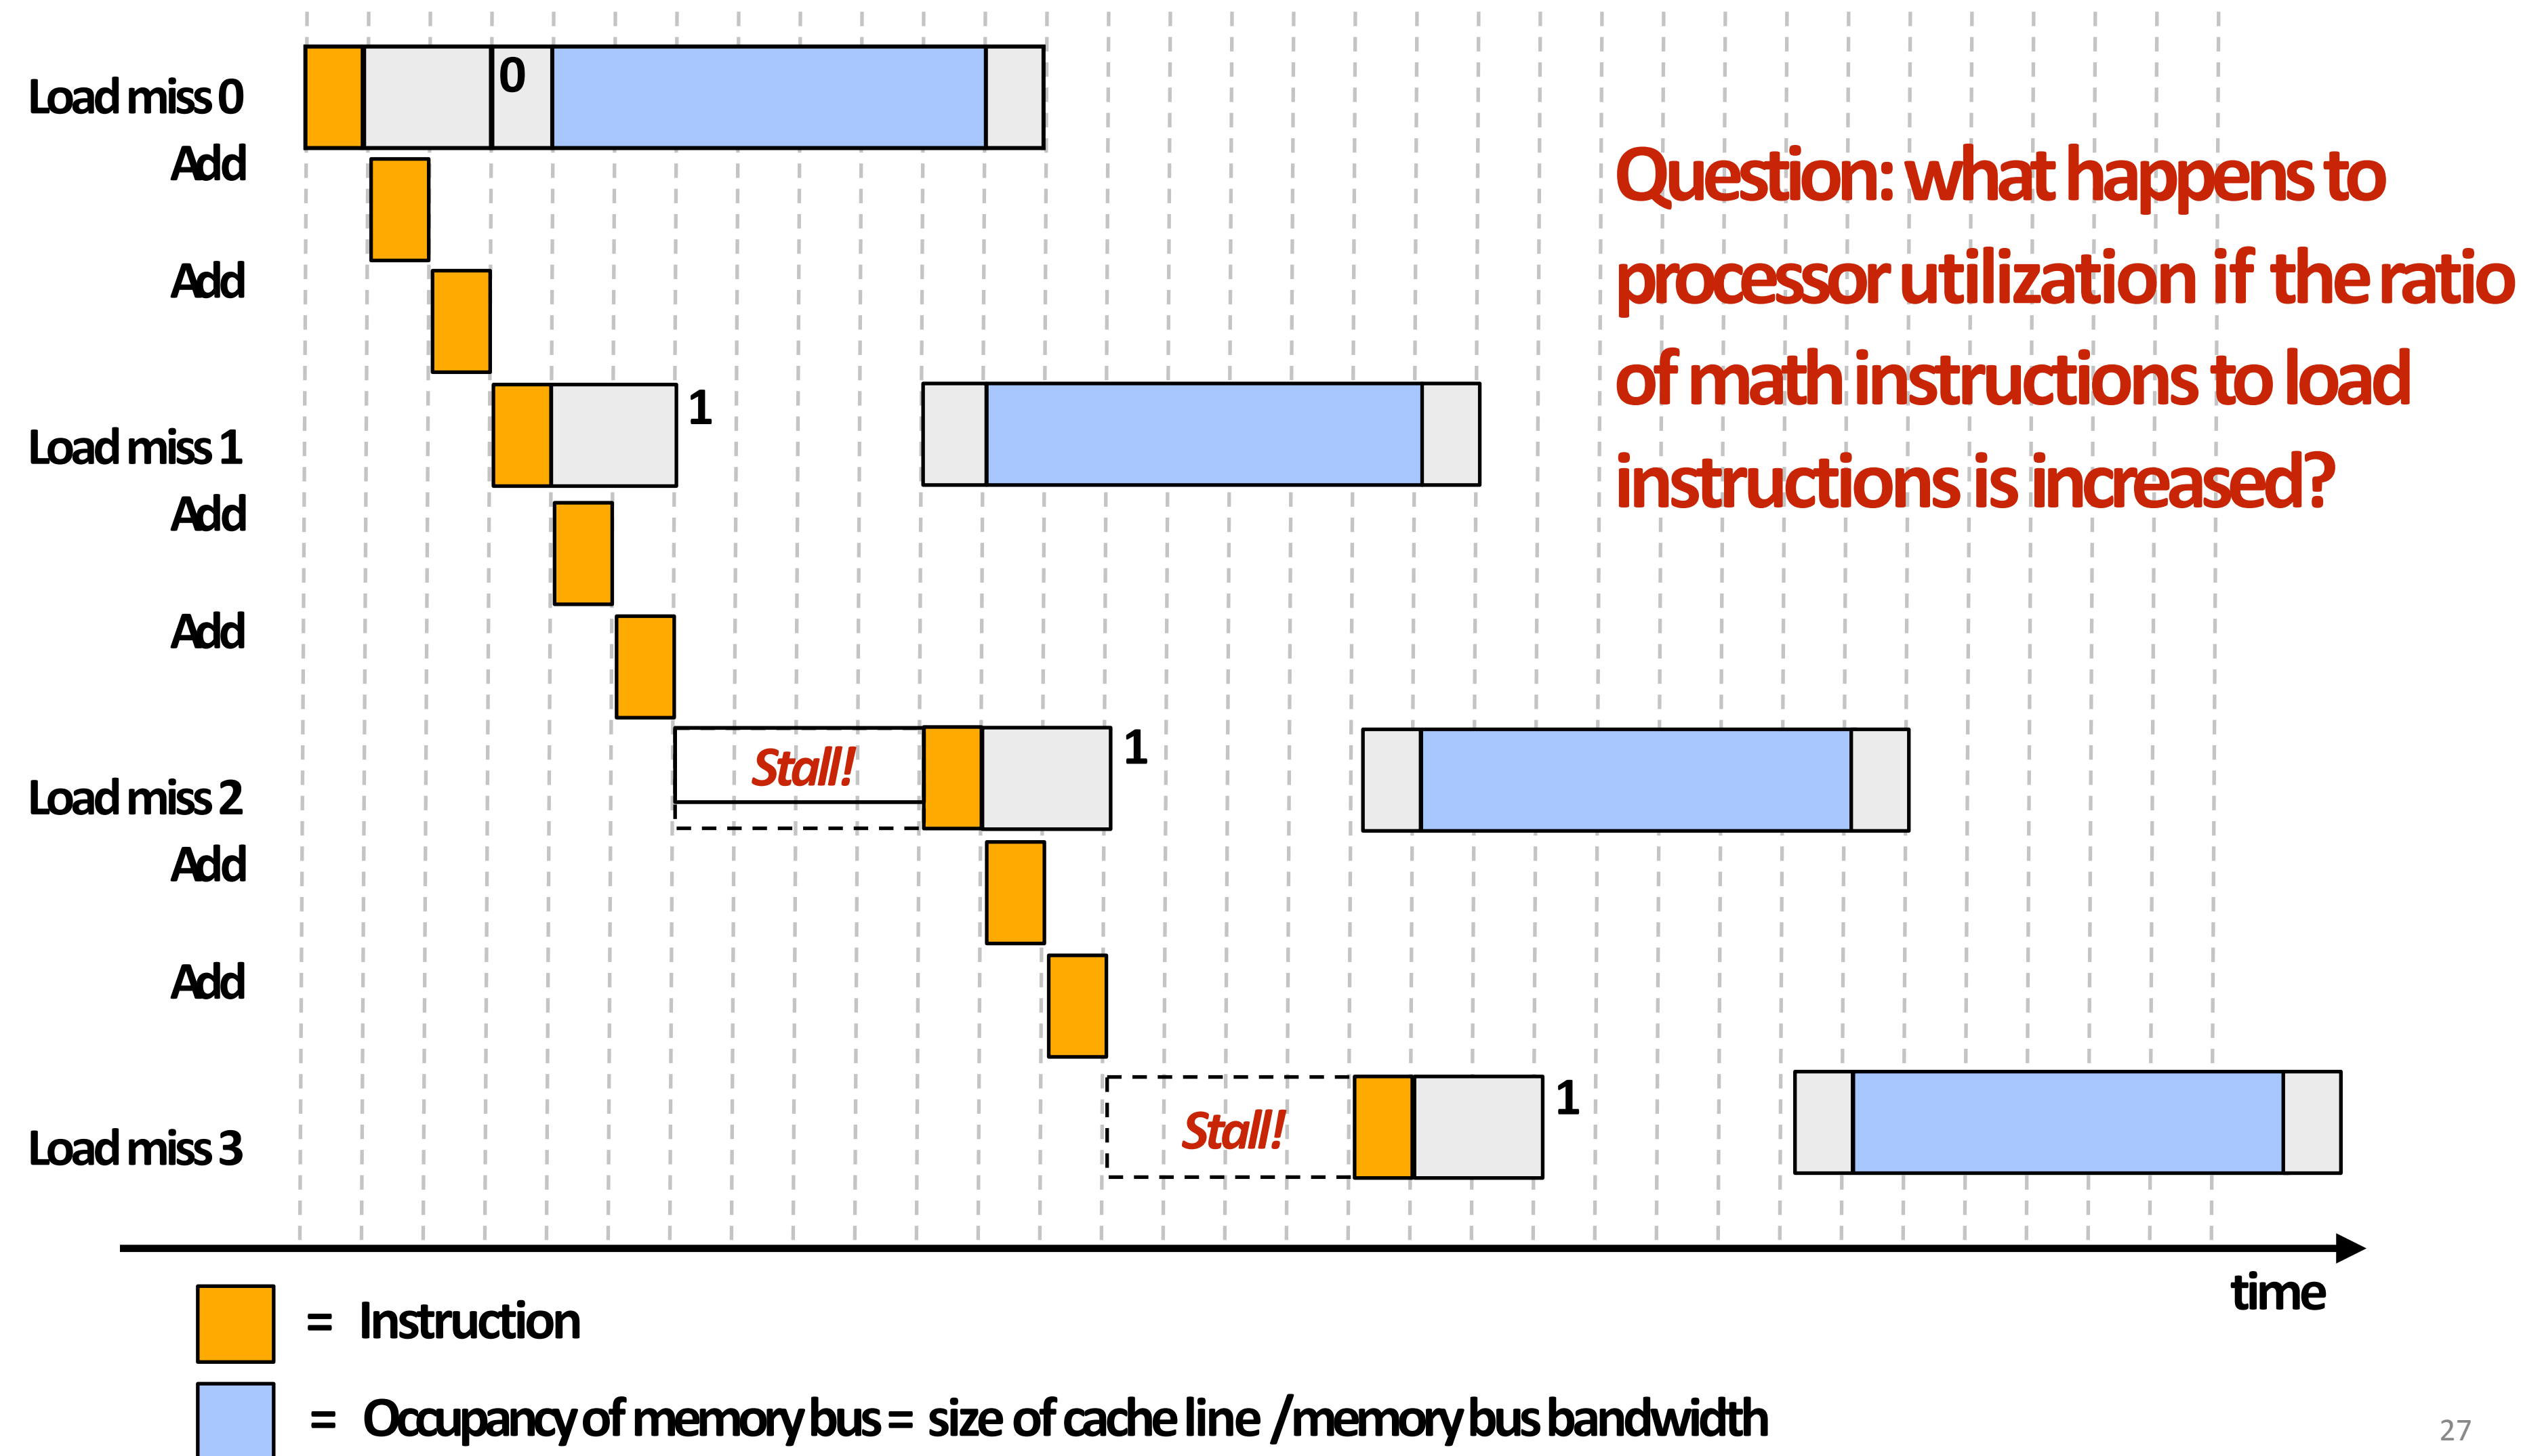 Load miss 0
0
Add
Add
Load miss 1
1
Add
Add
Load miss 2
Stall!
1
Add
Add
Load miss 3
Stall!
1
Question: what happens to
processor utilization if the ratio
of math instructions to load
instructions is increased?
time
= Instruction
= Occupancy of memory bus = size of cache line / memory bus bandwidth
27